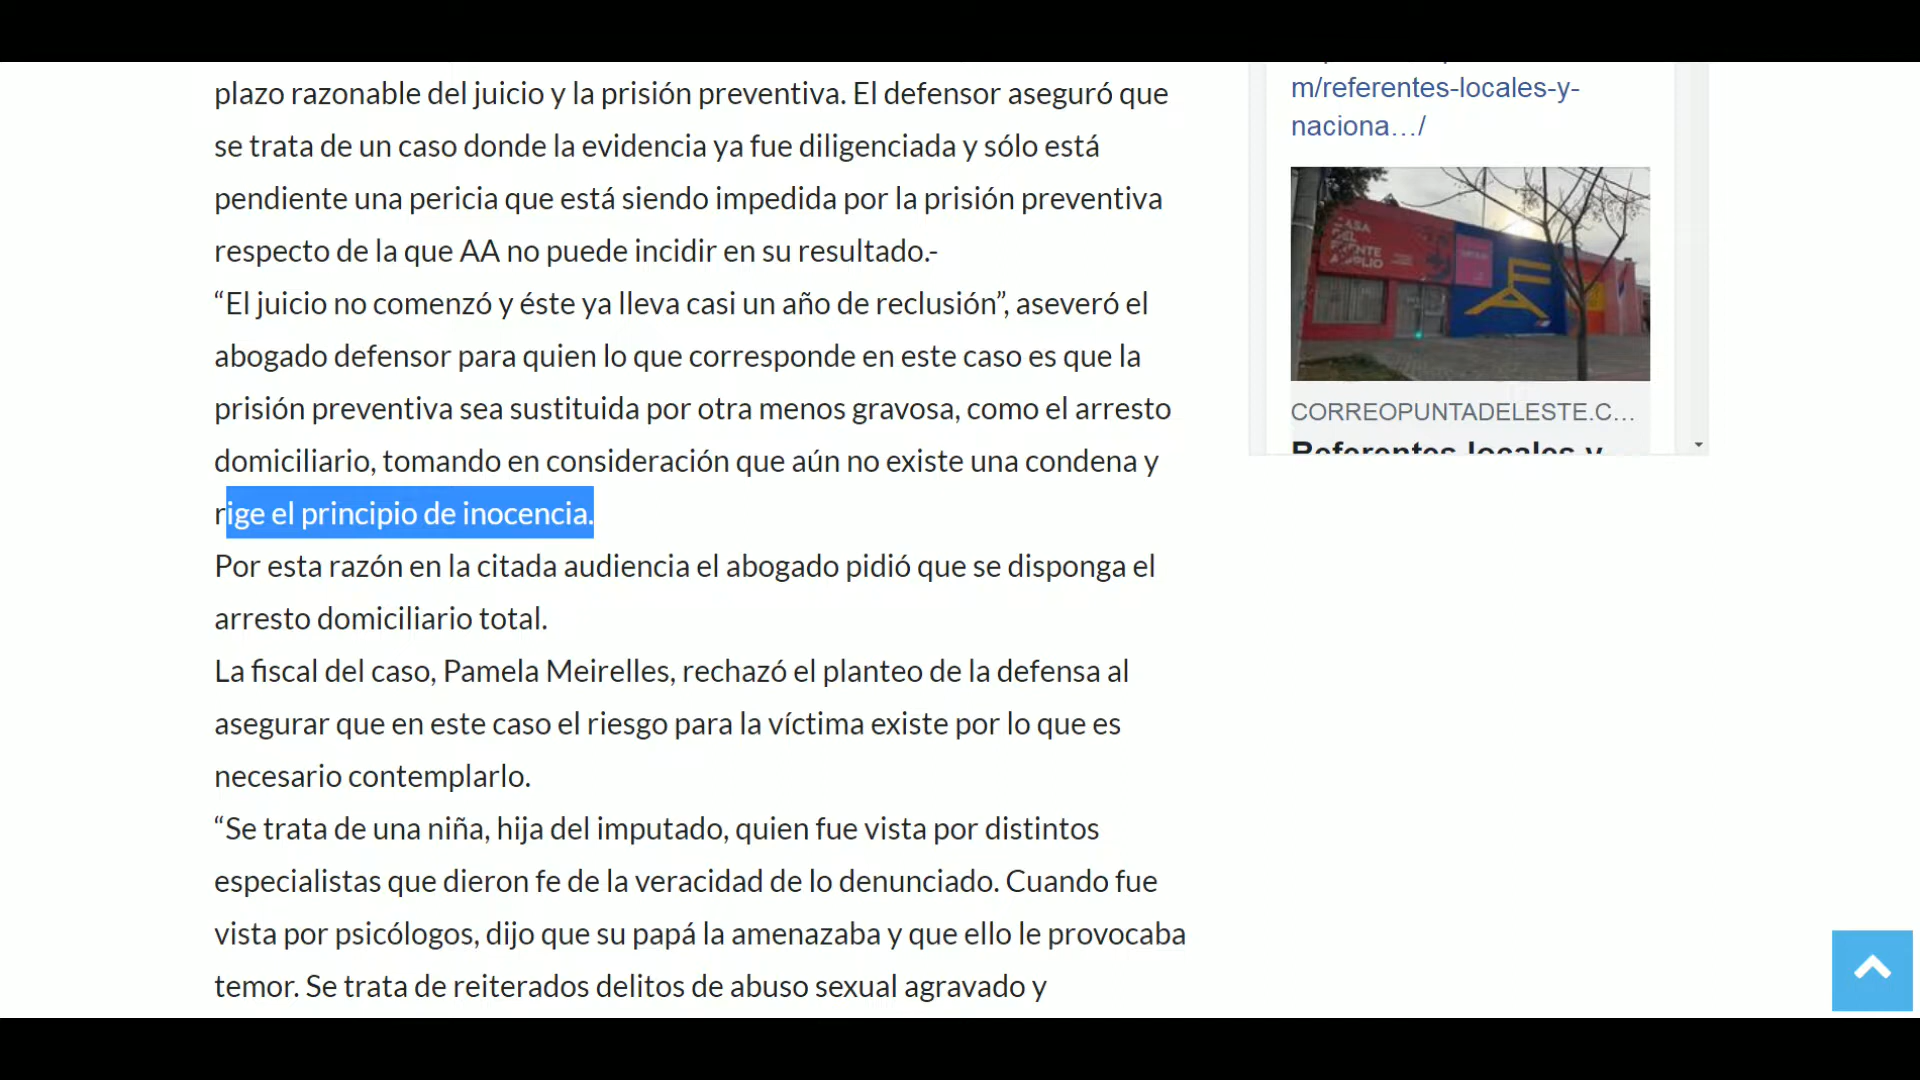 plazo razonable del juicio y la prisión preventiva. El defensor aseguró que
se trata de un caso donde la evidencia ya fue diligenciada y sólo está
pendiente una pericia que está siendo impedida por la prisión preventiva
respecto de la que AA no puede incidir en su resultado.-
“El juicio no comenzó y éste ya lleva casi un año de reclusión”, aseveró el
abogado defensor para quien lo que corresponde en este caso es que la
prisión preventiva sea sustituida por otra menos gravosa, como el arresto
domiciliario, tomando en consideración que aún no existe una condena y
rige el principio de inocencia.
Por esta razón en la citada audiencia el abogado pidió que se disponga el
arresto domiciliario total.
La fiscal del caso, Pamela Meirelles, rechazó el planteo de la defensa al
asegurar que en este caso el riesgo para la víctima existe por lo que es
necesario contemplarlo.
“Se trata de una niña, hija del imputado, quien fue vista por distintos
especialistas que dieron fe de la veracidad de lo denunciado. Cuando fue
vista por psicólogos, dijo que su papá la amenazaba y que ello le provocaba
temor. Se trata de reiterados delitos de abuso sexual agravado y
m/referentes-locales-y-
naciona…/
CASA
DEL
FRENTE
AMPLIO
FA
CORREOPUNTADELESTE.C…
Referentes locales y